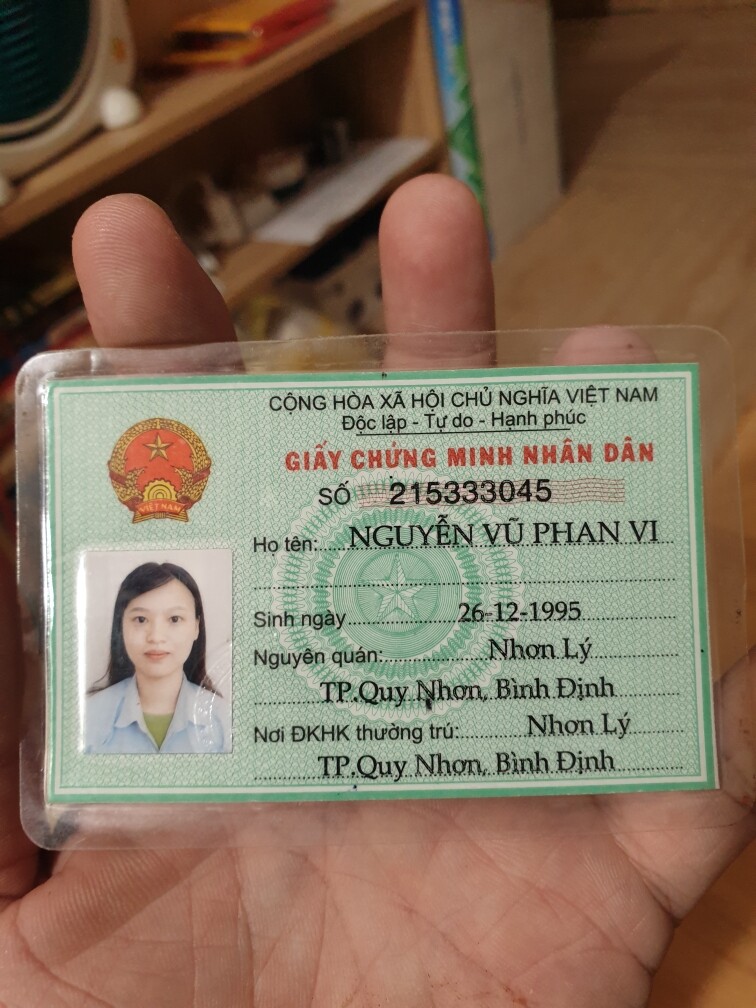 CỘNG HÒA XÃ HỘI CHỦ NGHĨA VIỆT NAM
Độc lập - Tự do - Hạnh phúc
GIẤY CHỨNG MINH NHÂN DÂN
SỐ 215333045
Họ tên: NGUYỄN VŨ PHAN VI
Sinh ngày 26-12-1995
Nguyên quán: Nhơn Lý
TP.Quy Nhơn, Bình Định
Nơi ĐKHK thường trú: Nhơn Lý
TP.Quy Nhơn, Bình Định
VIỆT NAM